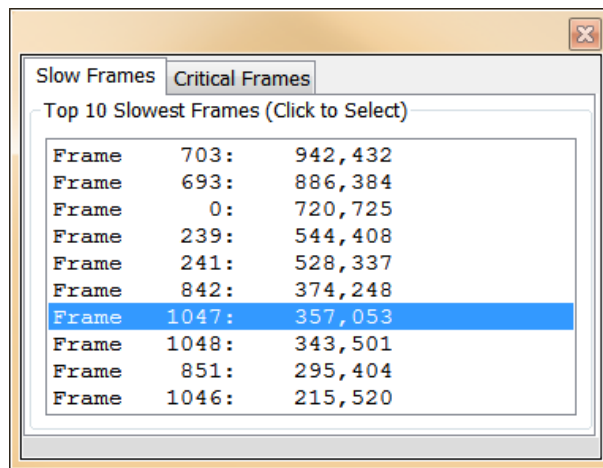 Slow Frames Critical Frames
Top 10 Slowest Frames (Click to Select)
Frame 703: 942,432
Frame 693: 886,384
Frame 0: 720,725
Frame 239: 544,408
Frame 241: 528,337
Frame 842: 374,248
Frame 1047: 357,053
Frame 1048: 343,501
Frame 851: 295,404
Frame 1046: 215,520